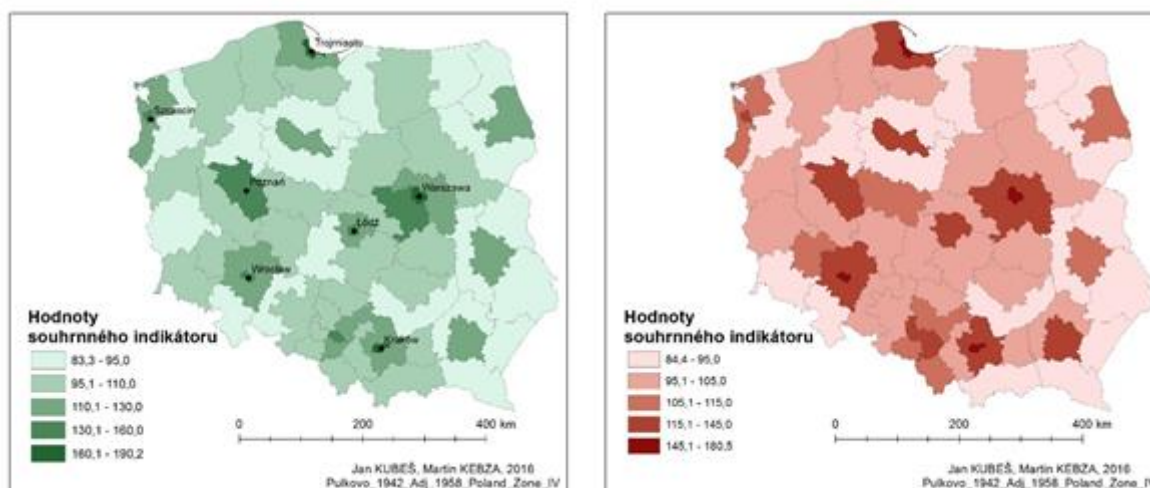 Trojmiasto
Szczecin
Poznań
Warszawa
Łódź
Wrocław
Kraków
Hodnoty
souhrnného indikátoru
83,3 - 95,0
95,1 - 110,0
110,1 - 130,0
130,1 - 160,0
160,1 - 190,2
0 200 400 km
Jan KUBEŠ, Martin KEBZA, 2016
Pulkovo_1942_Adj_1958_Poland_Zone_IV
Hodnoty
souhrnného indikátoru
84,4 - 95,0
95,1 - 105,0
105,1 - 115,0
115,1 - 145,0
145,1 - 180,5
0 200 400 km
Jan KUBEŠ, Martin KEBZA, 2016
Pulkovo_1942_Adj_1958_Poland_Zone_IV